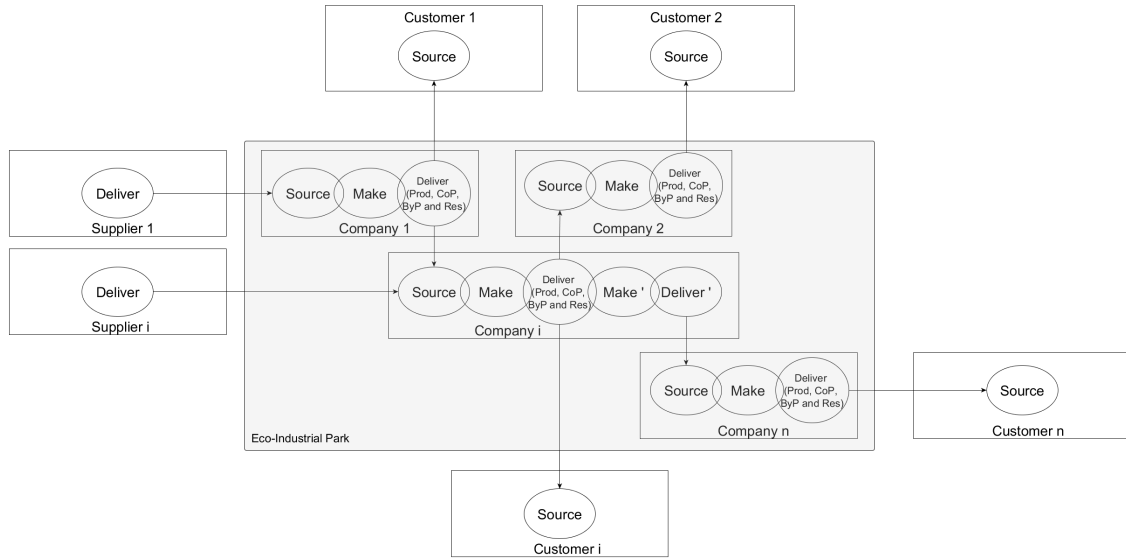 Customer 1
Source
Customer 2
Source
Deliver
Supplier 1
Source
Make
Deliver
(Prod, CoP,
ByP and Res)
Company 1
Source
Make
Deliver
(Prod, CoP,
ByP and Res)
Company 2
Deliver
Supplier i
Source
Make
Deliver
(Prod, CoP,
ByP and Res)
Make '
Deliver '
Company i
Source
Make
Deliver
(Prod, CoP,
ByP and Res)
Company n
Source
Customer n
Eco-Industrial Park
Source
Customer i